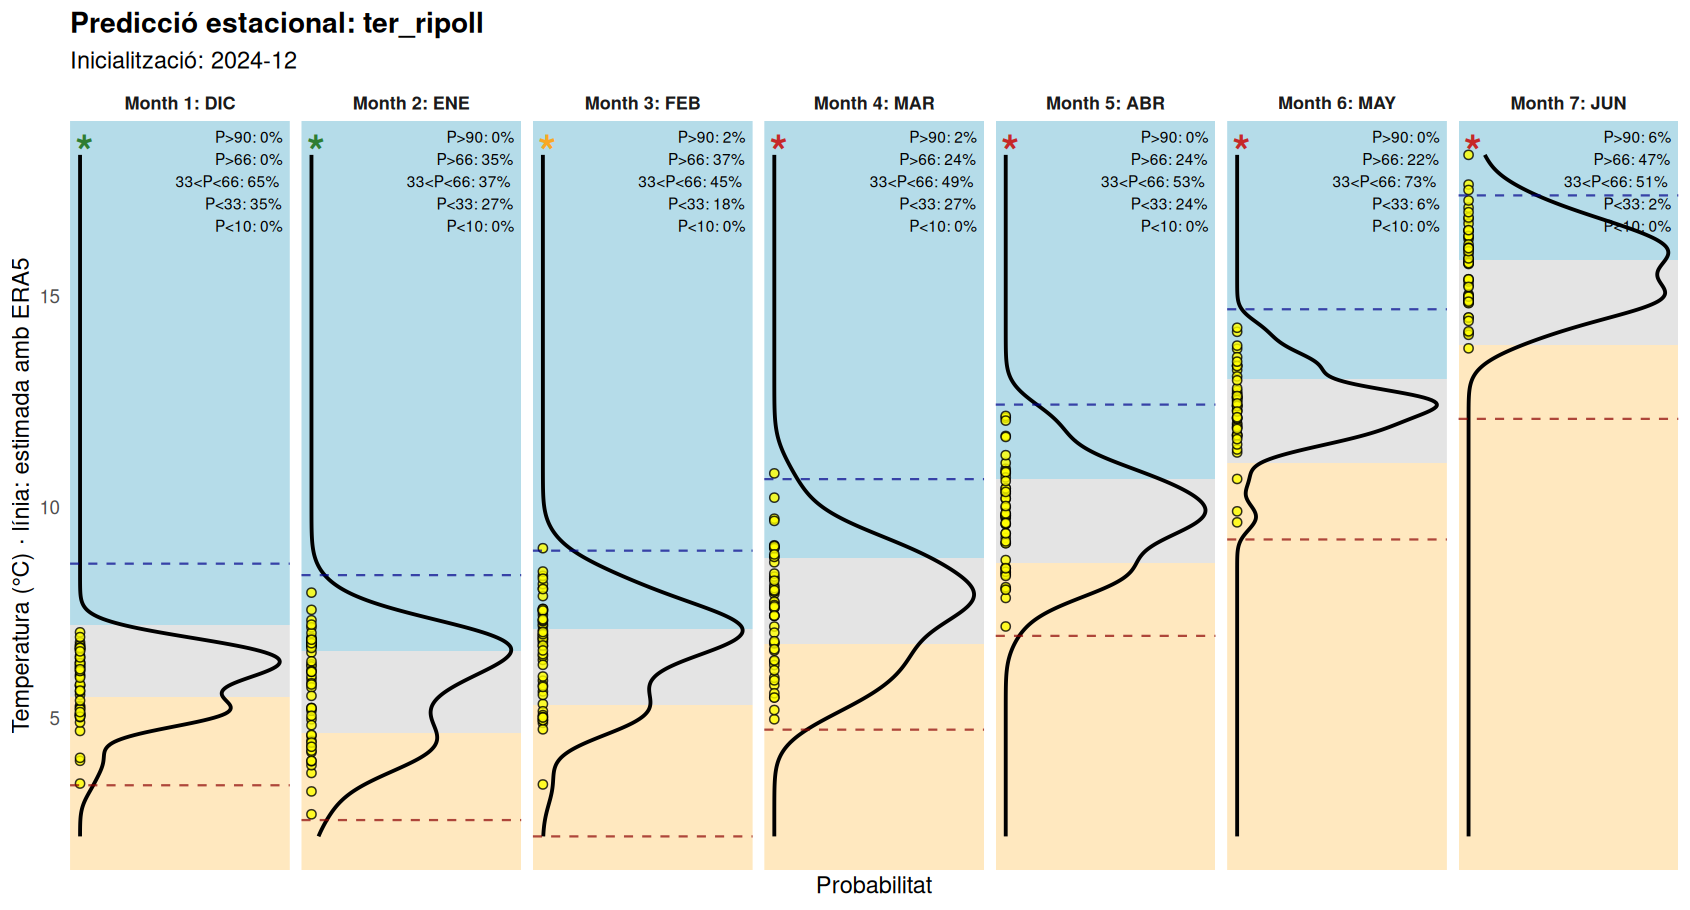 Predicció estacional: ter_ripoll
Inicialització: 2024-12
Month 1: DIC
Month 2: ENE
Month 3: FEB
Month 4: MAR
Month 5: ABR
Month 6: MAY
Month 7: JUN
*
P>90: 0%
P>66: 0%
33<P<66: 65%
P<33: 35%
P<10: 0%
*
P>90: 0%
P>66: 35%
33<P<66: 37%
P<33: 27%
P<10: 0%
*
P>90: 2%
P>66: 37%
33<P<66: 45%
P<33: 18%
P<10: 0%
*
P>90: 2%
P>66: 24%
33<P<66: 49%
P<33: 27%
P<10: 0%
*
P>90: 0%
P>66: 24%
33<P<66: 53%
P<33: 24%
P<10: 0%
*
P>90: 0%
P>66: 22%
33<P<66: 73%
P<33: 6%
P<10: 0%
*
P>90: 6%
P>66: 47%
33<P<66: 51%
P<33: 2%
P<10: 0%
Temperatura (°C) · línia: estimada amb ERA5
15
10
5
Probabilitat